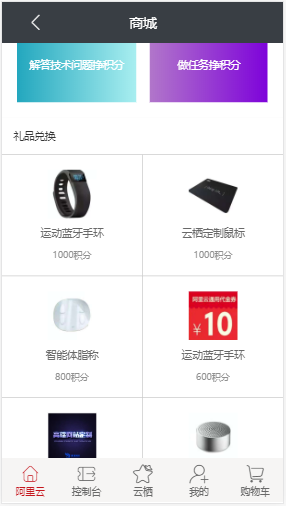 商城
解答技术问题挣积分
做任务挣积分
礼品兑换
运动蓝牙手环
云栖定制鼠标
1000积分
1000积分
阿里云通用代金券
¥10
智能体脂称
运动蓝牙手环
800积分
600积分
阿里云
控制台
云栖
我的
购物车